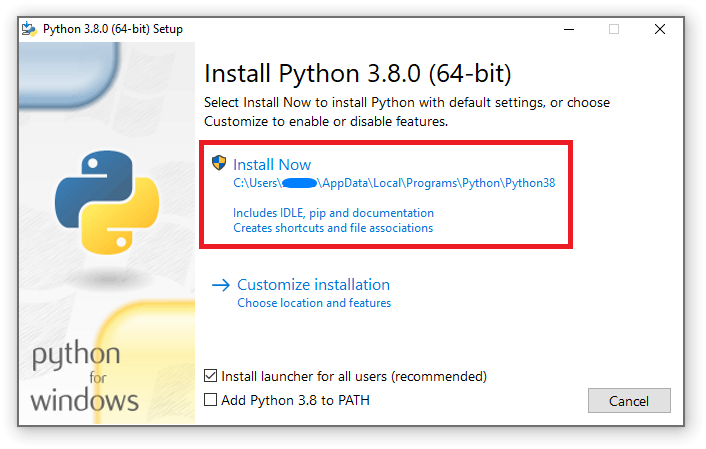 Python 3.8.0 (64-bit) Setup
Install Python 3.8.0 (64-bit)
Select Install Now to install Python with default settings, or choose
Customize to enable or disable features.
Install Now
C:\Users\ \AppData\Local\Programs\Python\Python38
Includes IDLE, pip and documentation
Creates shortcuts and file associations
Customize installation
Choose location and features
python
for
windows
Install launcher for all users (recommended)
Add Python 3.8 to PATH
Cancel